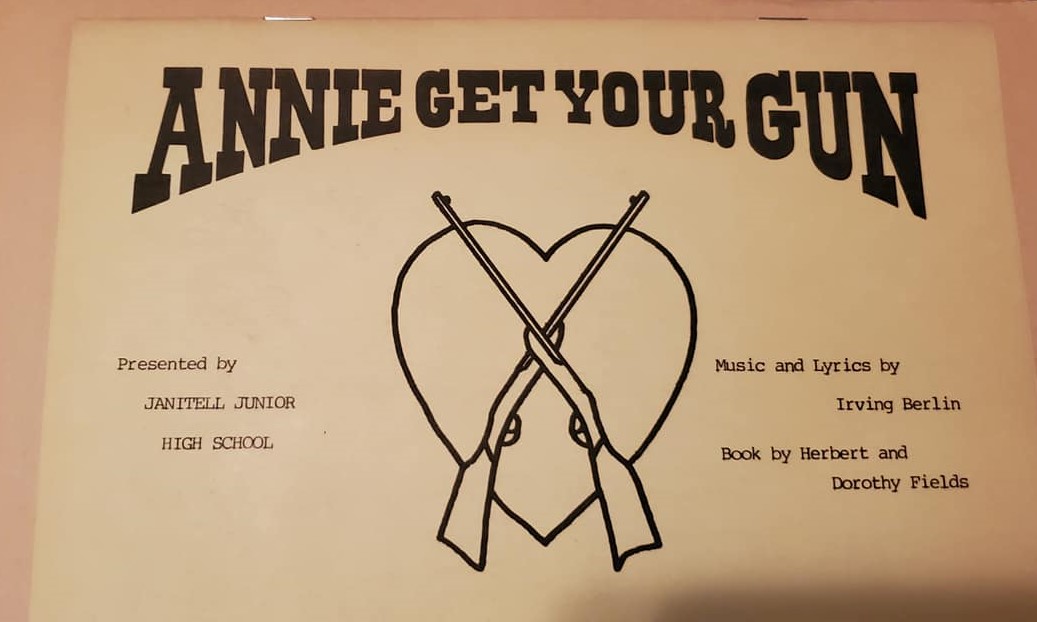 ANNIE GET YOUR GUN
Presented by
JANITELL JUNIOR
HIGH SCHOOL
Music and Lyrics by
Irving Berlin
Book by Herbert and
Dorothy Fields